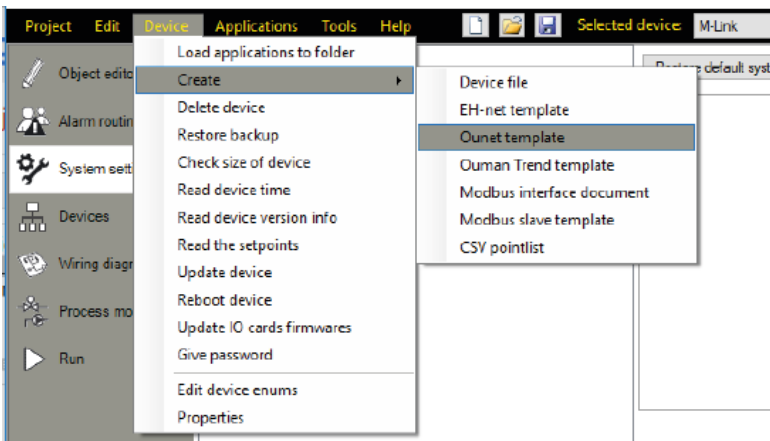 Project Edit Device Applications Tools Help Selected device: M-Link
Load applications to folder
Object edito
Create
Device file
Delete device
EH-net template
Alarm routin
Restore backup
Ounet template
System sett
Check size of device
Ouman Trend template
Read device time
Modbus interface document
Devices
Read device version info
Modbus slave template
Read the setpoints
CSV pointlist
Wiring diagr
Update device
Process mo
Reboot device
Update IO cards firmwares
Run
Give password
Edit device enums
Properties